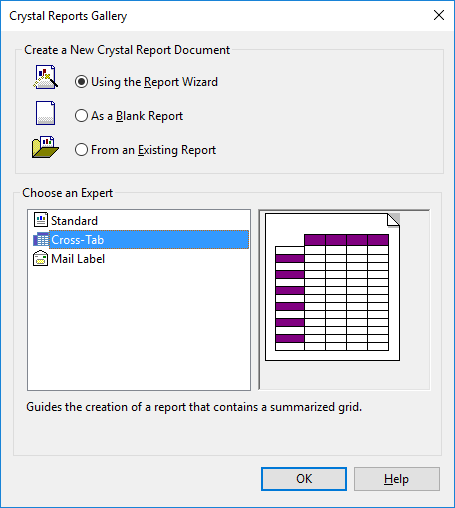 Crystal Reports Gallery
Create a New Crystal Report Document
Using the Report Wizard
As a Blank Report
From an Existing Report
Choose an Expert
Standard
Cross-Tab
Mail Label
Guides the creation of a report that contains a summarized grid.
OK
Help